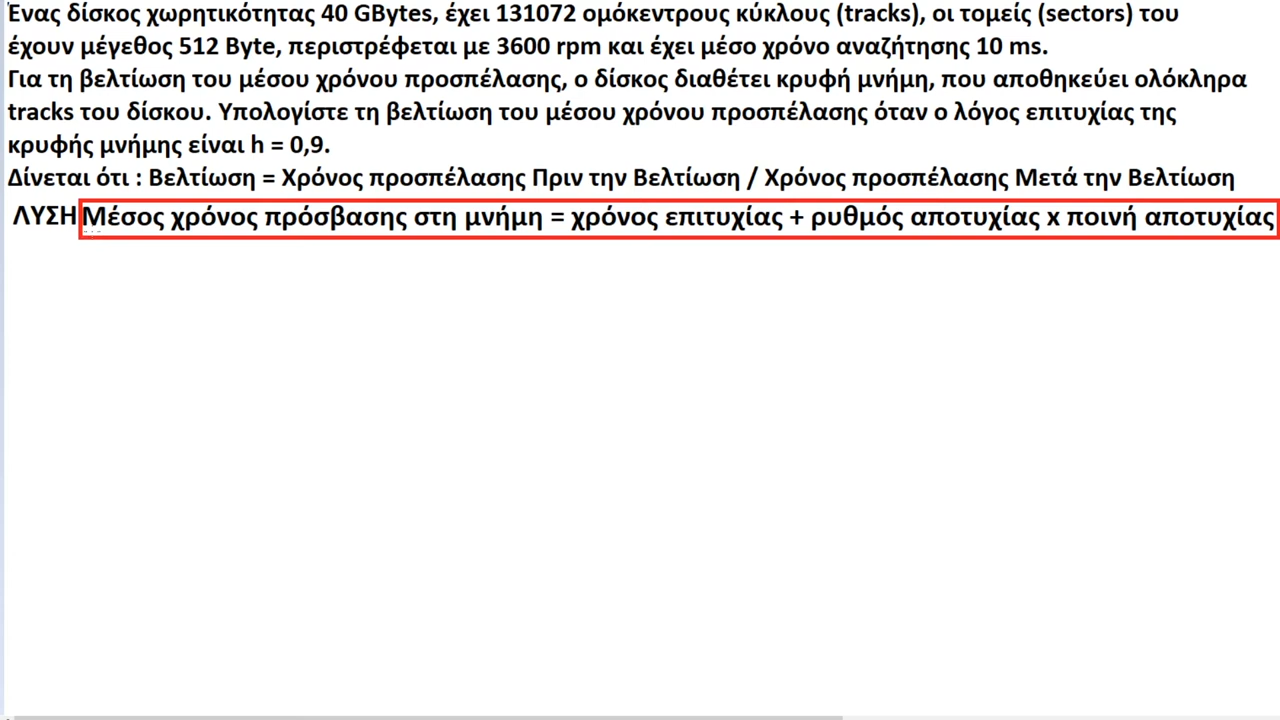 Ένας δίσκος χωρητικότητας 40 GBytes, έχει 131072 ομόκεντρους κύκλους (tracks), οι τομείς (sectors) του
έχουν μέγεθος 512 Byte, περιστρέφεται με 3600 rpm και έχει μέσο χρόνο αναζήτησης 10 ms.
Για τη βελτίωση του μέσου χρόνου προσπέλασης, ο δίσκος διαθέτει κρυφή μνήμη, που αποθηκεύει ολόκληρα
tracks του δίσκου. Υπολογίστε τη βελτίωση του μέσου χρόνου προσπέλασης όταν ο λόγος επιτυχίας της
κρυφής μνήμης είναι h = 0,9.
Δίνεται ότι : Βελτίωση = Χρόνος προσπέλασης Πριν την Βελτίωση / Χρόνος προσπέλασης Μετά την Βελτίωση
ΛΥΣΗ Μέσος χρόνος πρόσβασης στη μνήμη = χρόνος επιτυχίας + ρυθμός αποτυχίας x ποινή αποτυχίας